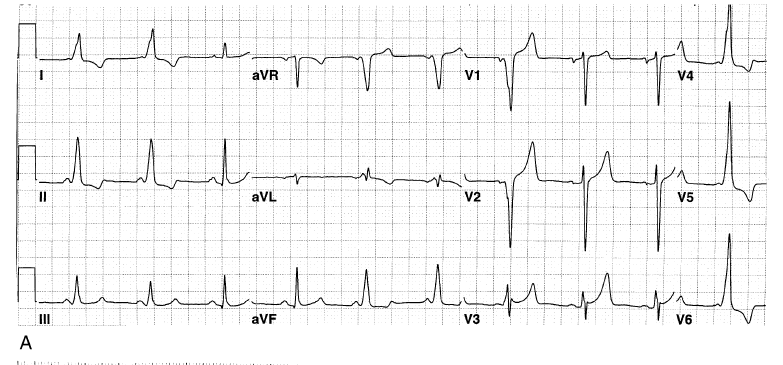 I aVR V1 V4
II aVL V2 V5
III aVF V3 V6
A